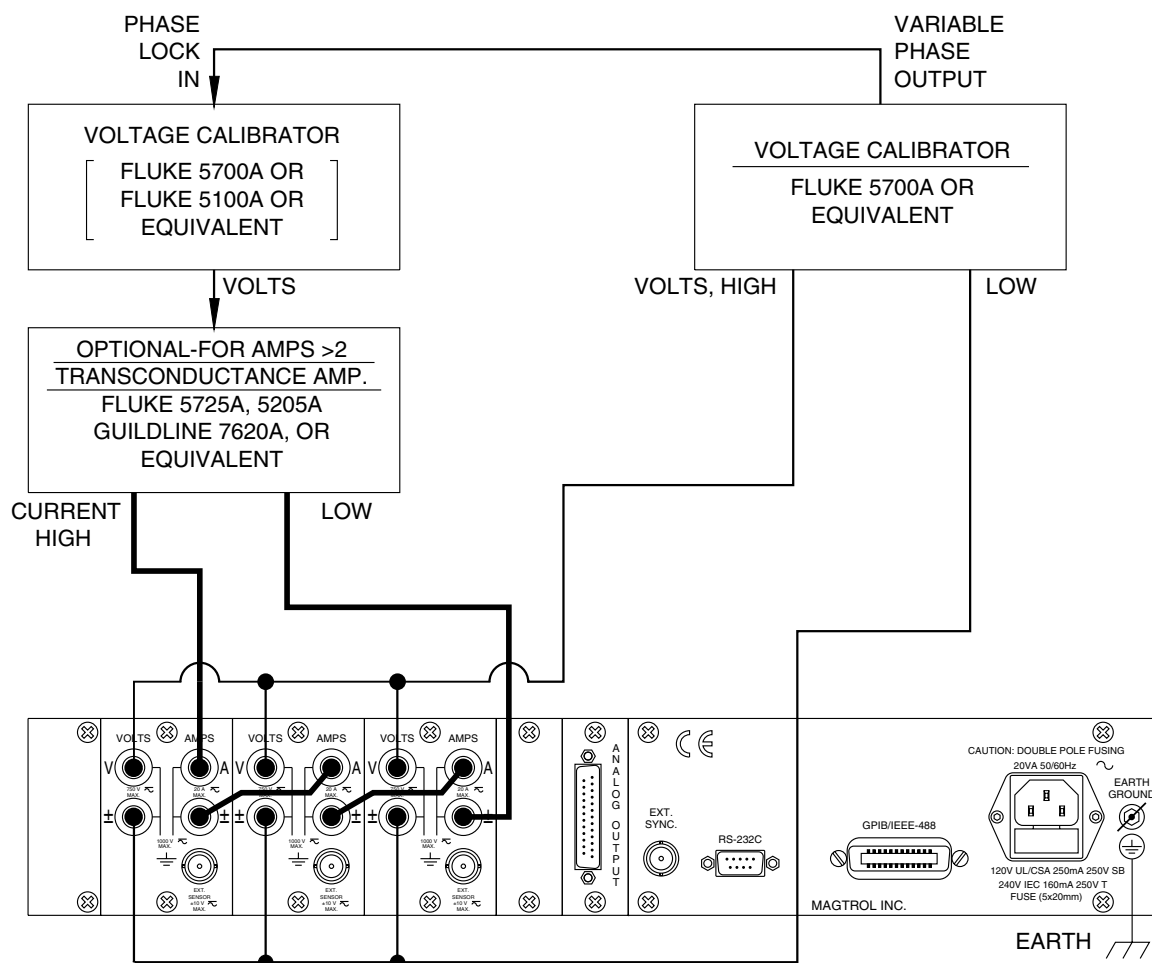 PHASE
LOCK
IN
VARIABLE
PHASE
OUTPUT
VOLTAGE CALIBRATOR
FLUKE 5700A OR
FLUKE 5100A OR
EQUIVALENT
VOLTAGE CALIBRATOR
FLUKE 5700A OR
EQUIVALENT
VOLTS
VOLTS, HIGH
LOW
OPTIONAL-FOR AMPS >2
TRANSCONDUCTANCE AMP.
FLUKE 5725A, 5205A
GUILDLINE 7620A, OR
EQUIVALENT
CURRENT
HIGH
LOW
VOLTS
AMPS
V
A
750 V
MAX.
20 A
MAX.
±
±
1000 V
MAX.
EXT.
SENSOR
±10 V
MAX.
VOLTS
AMPS
20 A
MAX.
1000 V
MAX.
EXT.
SENSOR
±10 V
MAX.
VOLTS
AMPS
V
A
20 A
MAX.
±
±
1000 V
MAX.
EXT.
SENSOR
±10 V
MAX.
ANALOG OUTPUT
CE
EXT.
SYNC.
RS-232C
GPIB/IEEE-488
MAGTROL INC.
CAUTION: DOUBLE POLE FUSING
20VA 50/60Hz
120V UL/CSA 250mA 250V SB
240V IEC 160mA 250V T
FUSE (5x20mm)
EARTH
GROUND
EARTH